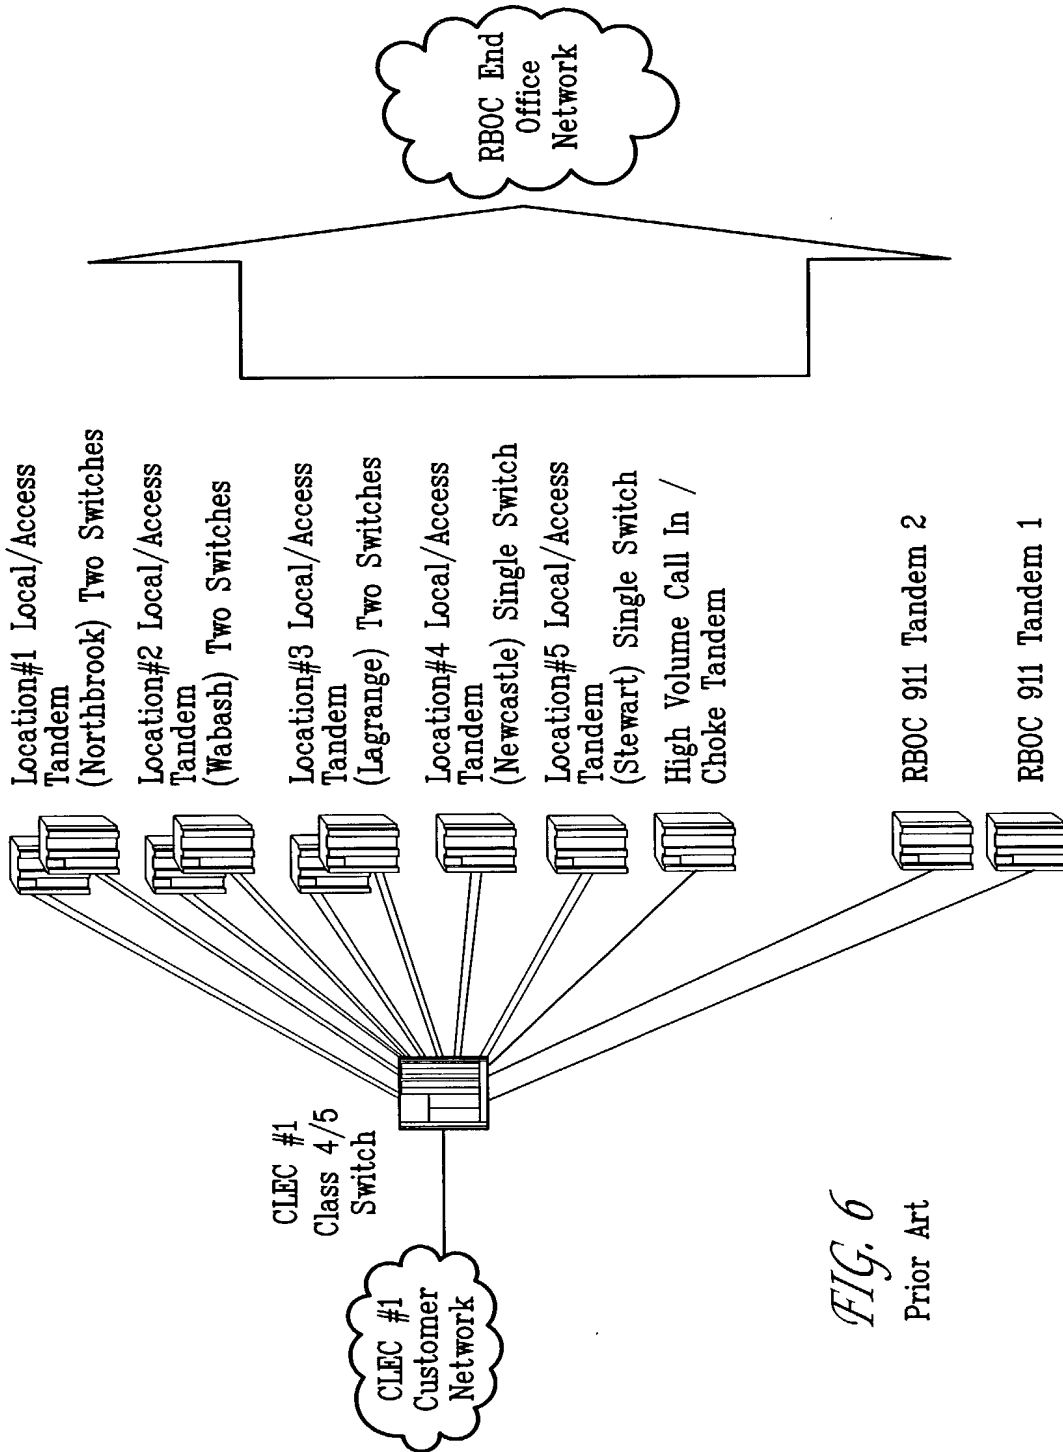 RBOC End
Office
Network
Location#1 Local/Access
Tandem
(Northbrook) Two Switches
Location#2 Local/Access
Tandem
(Wabash) Two Switches
Location#3 Local/Access
Tandem
(Lagrange) Two Switches
Location#4 Local/Access
Tandem
(Newcastle) Single Switch
Location#5 Local/Access
Tandem
(Stewart) Single Switch
High Volume Call In /
Choke Tandem
RBOC 911 Tandem 2
RBOC 911 Tandem 1
CLEC #1
Class 4/5
Switch
CLEC #1
Customer
Network
FIG. 6
Prior Art